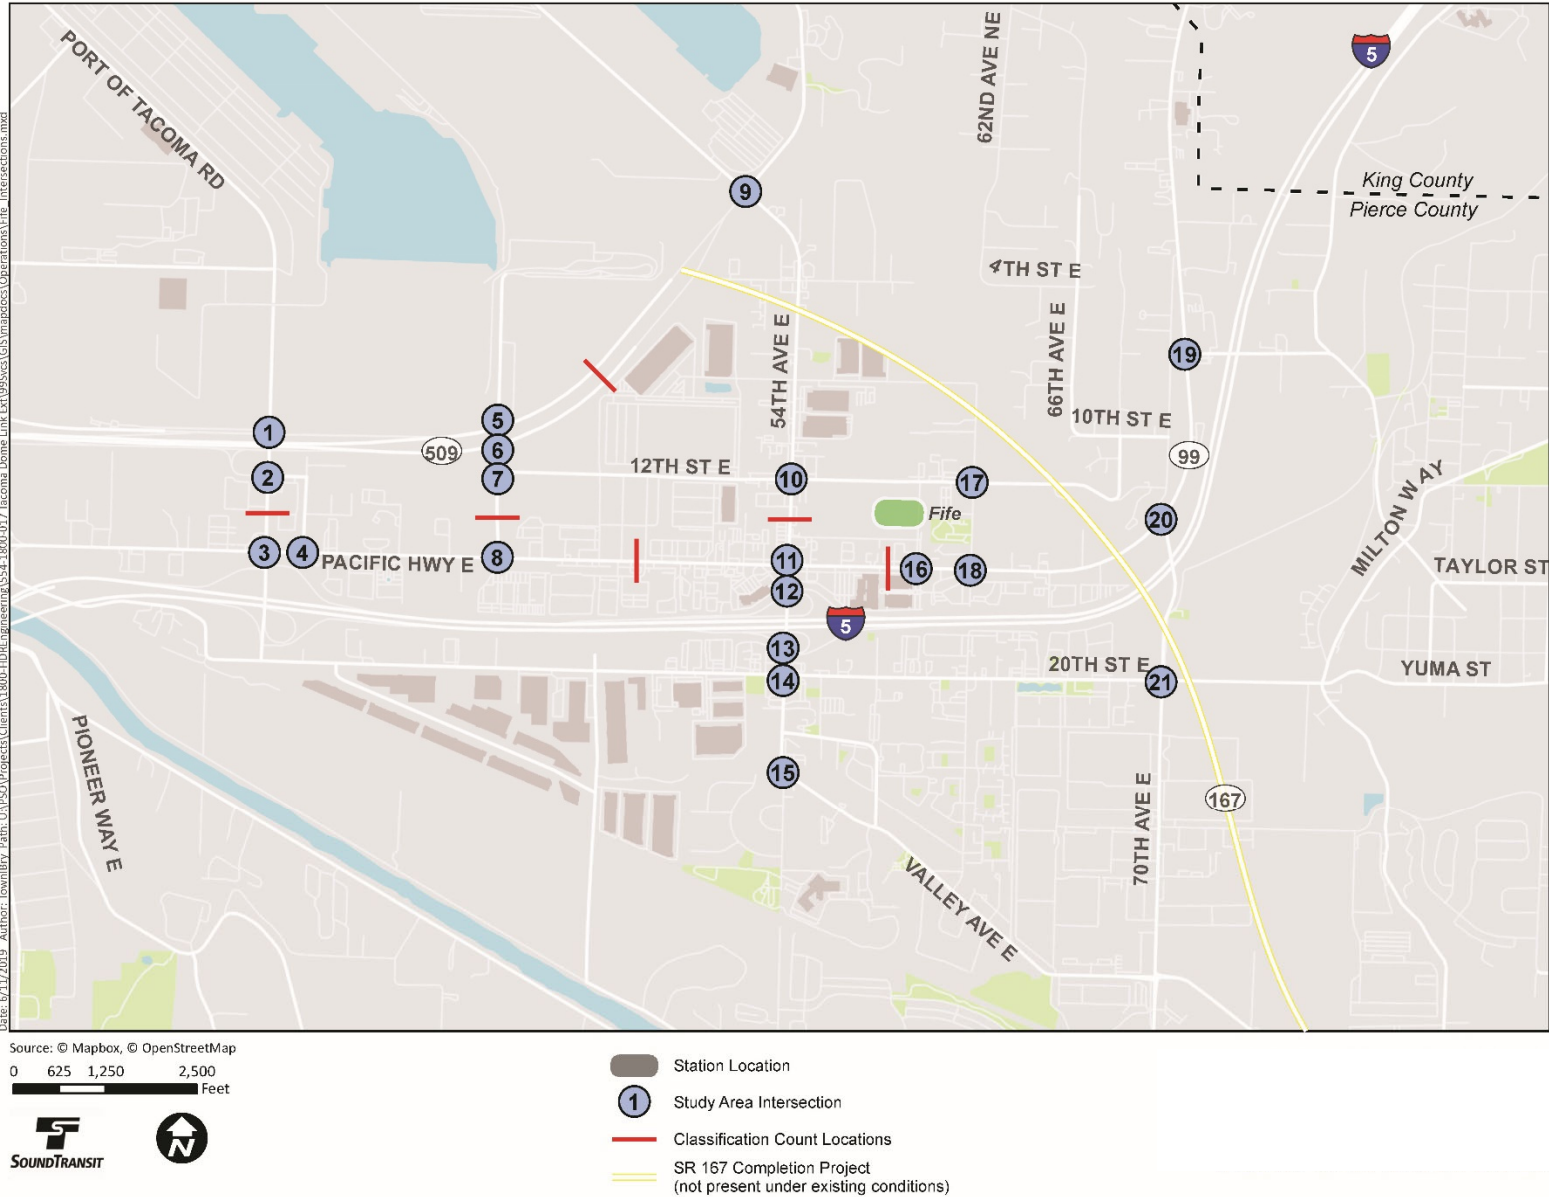 PORT OF TACOMA RD
62ND AVE NE
5
King County
Pierce County
9
4TH ST E
54TH AVE E
66TH AVE E
19
10TH ST E
1
5
509
6
99
2
7
12TH ST E
10
17
MILTON WAY
Fife
20
3
4
PACIFIC HWY E
8
11
16
18
TAYLOR ST
12
5
13
20TH ST E
YUMA ST
14
21
PIONEER WAY E
15
70TH AVE E
167
VALLEY AVE E
Source: © Mapbox, © OpenStreetMap
0 625 1,250 2,500
Feet
SOUNDTRANSIT
N
Station Location
1 Study Area Intersection
Classification Count Locations
SR 167 Completion Project
(not present under existing conditions)